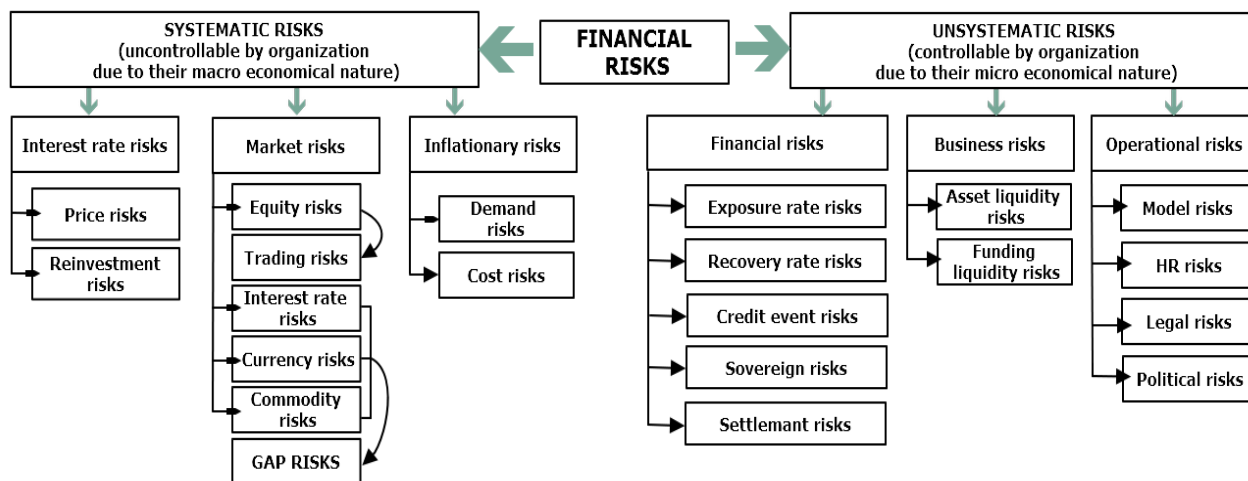 SYSTEMATIC RISKS
(uncontrollable by organization
due to their macro economical nature)
FINANCIAL
RISKS
UNSYSTEMATIC RISKS
(controllable by organization
due to their micro economical nature)
Interest rate risks
Price risks
Reinvestment
risks
Market risks
Equity risks
Trading risks
Interest rate
risks
Currency risks
Commodity
risks
GAP RISKS
Inflationary risks
Demand
risks
Cost risks
Financial risks
Exposure rate risks
Recovery rate risks
Credit event risks
Sovereign risks
Settlemant risks
Business risks
Asset liquidity
risks
Funding
liquidity risks
Operational risks
Model risks
HR risks
Legal risks
Political risks